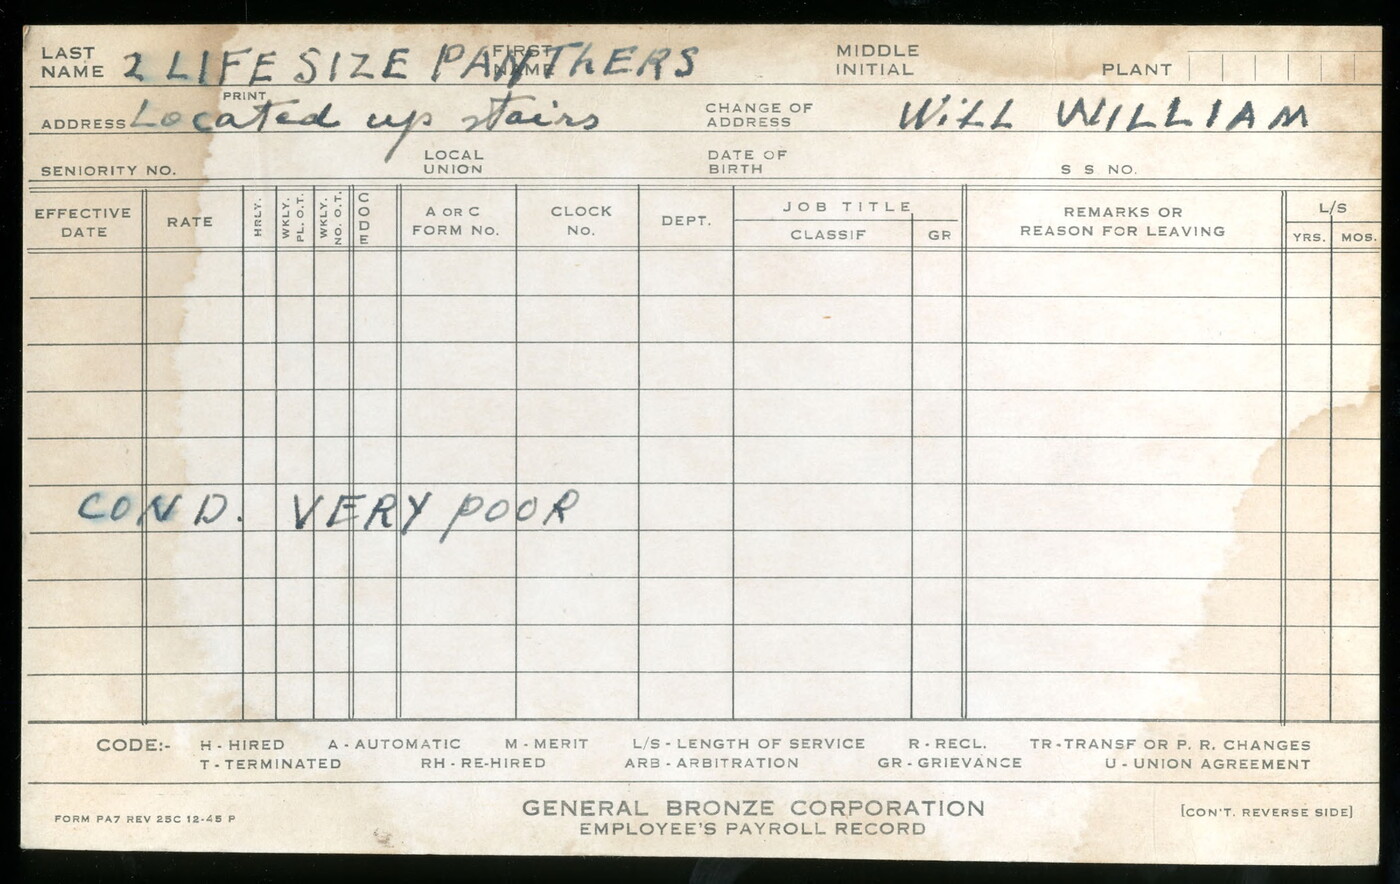 LAST NAME 2 LIFE SIZE PANThERS FIRST NAME MIDDLE INITIAL PLANT
PRINT
ADDRESS Located up stairs CHANGE OF ADDRESS WiLL WILLIAM
SENIORITY NO. LOCAL UNION DATE OF BIRTH S S NO.
EFFECTIVE DATE RATE HRLY. WKLY. PL. O.T. WKLY. NO. O.T. CODE A OR C FORM No. CLOCK No. DEPT. JOB TITLE CLASSIF GR REMARKS OR REASON FOR LEAVING L/S YRS. MOS.
COND. VERY POOR
CODE:- H - HIRED A - AUTOMATIC M - MERIT L/S - LENGTH OF SERVICE R - RECL. TR - TRANSF OR P. R. CHANGES
T - TERMINATED RH - RE-HIRED ARB - ARBITRATION GR - GRIEVANCE U - UNION AGREEMENT
GENERAL BRONZE CORPORATION
FORM PA7 REV 25C 12-45 P EMPLOYEE'S PAYROLL RECORD [CON'T. REVERSE SIDE]